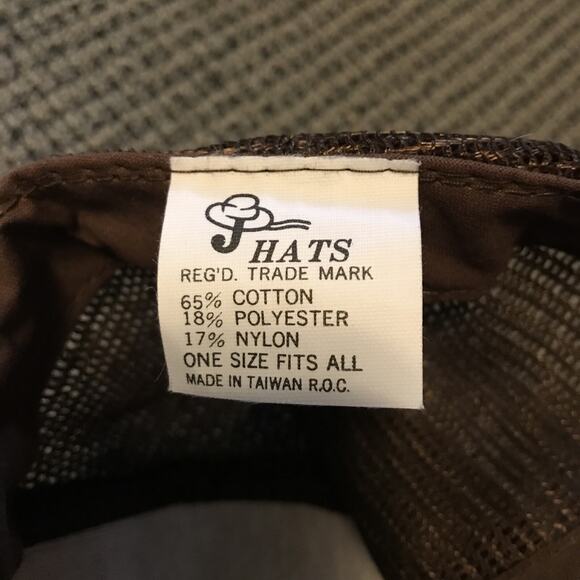 J HATS
REG'D. TRADE MARK
65% COTTON
18% POLYESTER
17% NYLON
ONE SIZE FITS ALL
MADE IN TAIWAN R.O.C.